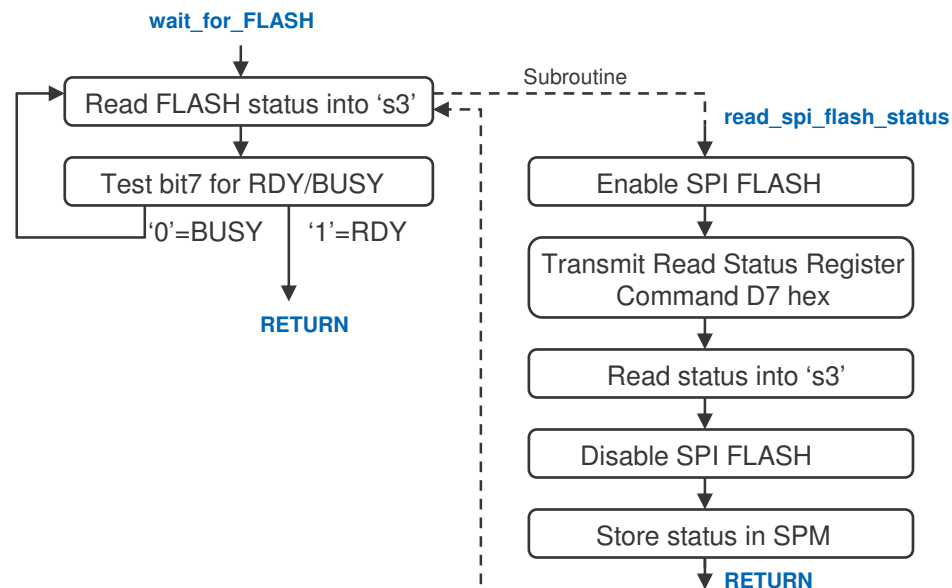 wait_for_FLASH
Read FLASH status into ‘s3’
Test bit7 for RDY/BUSY
‘0’=BUSY ‘1’=RDY
RETURN
Subroutine
read_spi_flash_status
Enable SPI FLASH
Transmit Read Status Register
Command D7 hex
Read status into ‘s3’
Disable SPI FLASH
Store status in SPM
RETURN